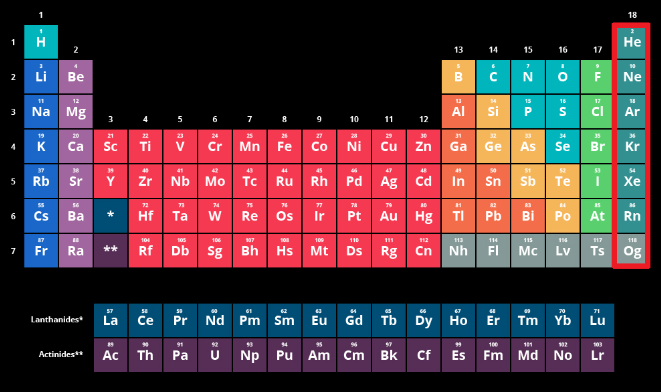 1 18
1 H 2 13 14 15 16 17 2 He
1 3 Li 4 Be 5 B 6 C 7 N 8 O 9 F 10 Ne
2
11 Na 12 Mg 13 Al 14 Si 15 P 16 S 17 Cl 18 Ar
3
3 4 5 6 7 8 9 10 11 12
4 19 K 20 Ca 21 Sc 22 Ti 23 V 24 Cr 25 Mn 26 Fe 27 Co 28 Ni 29 Cu 30 Zn 31 Ga 32 Ge 33 As 34 Se 35 Br 36 Kr
5 37 Rb 38 Sr 39 Y 40 Zr 41 Nb 42 Mo 43 Tc 44 Ru 45 Rh 46 Pd 47 Ag 48 Cd 49 In 50 Sn 51 Sb 52 Te 53 I 54 Xe
6 55 Cs 56 Ba * 72 Hf 73 Ta 74 W 75 Re 76 Os 77 Ir 78 Pt 79 Au 80 Hg 81 Tl 82 Pb 83 Bi 84 Po 85 At 86 Rn
7 87 Fr 88 Ra ** 104 Rf 105 Db 106 Sg 107 Bh 108 Hs 109 Mt 110 Ds 111 Rg 112 Cn 113 Nh 114 Fl 115 Mc 116 Lv 117 Ts 118 Og
Lanthanides* 57 La 58 Ce 59 Pr 60 Nd 61 Pm 62 Sm 63 Eu 64 Gd 65 Tb 66 Dy 67 Ho 68 Er 69 Tm 70 Yb 71 Lu
Actinides** 89 Ac 90 Th 91 Pa 92 U 93 Np 94 Pu 95 Am 96 Cm 97 Bk 98 Cf 99 Es 100 Fm 101 Md 102 No 103 Lr